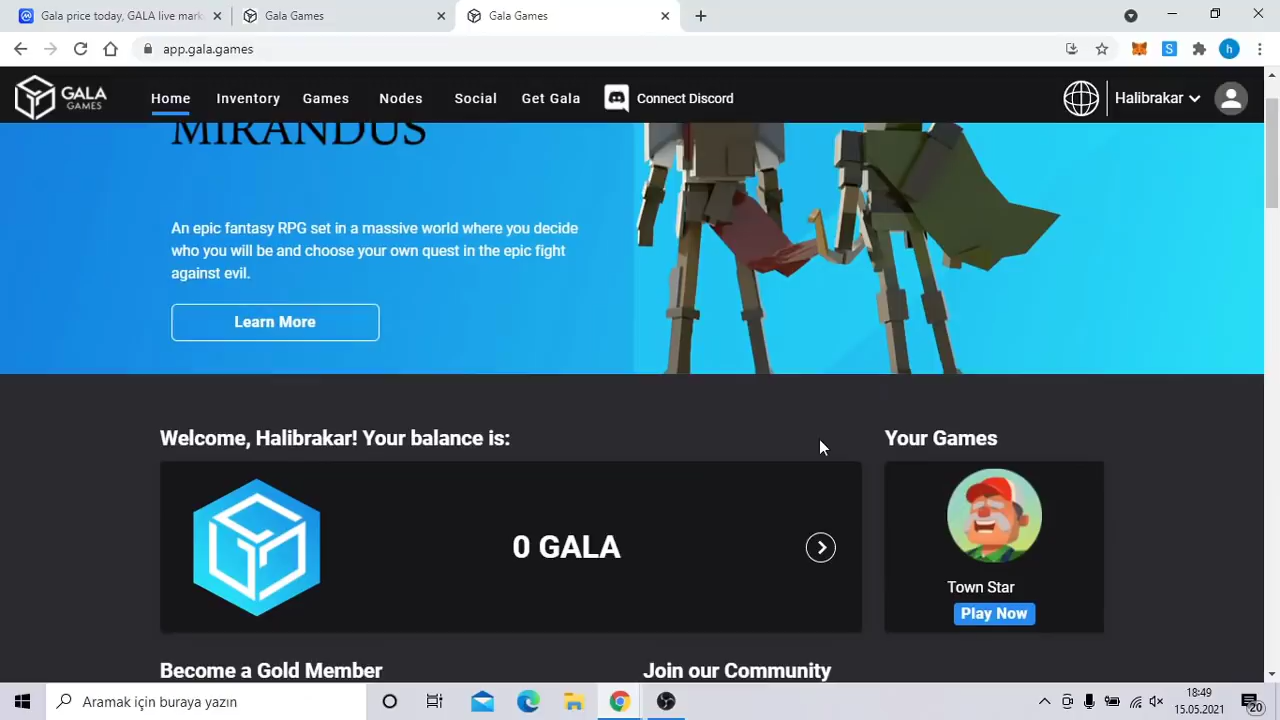 Gala price today, GALA live mark
Gala Games
Gala Games
app.gala.games
h
S
GALA
GAMES
Home
Inventory
Games
Nodes
Social
Get Gala
Connect Discord
Halibrakar
MIRANDUS
An epic fantasy RPG set in a massive world where you decide
who you will be and choose your own quest in the epic fight
against evil.
Learn More
Welcome, Halibrakar! Your balance is:
Your Games
0 GALA
Town Star
Play Now
Become a Gold Member
Join our Community
Aramak için buraya yazın
18:49
15.05.2021
20